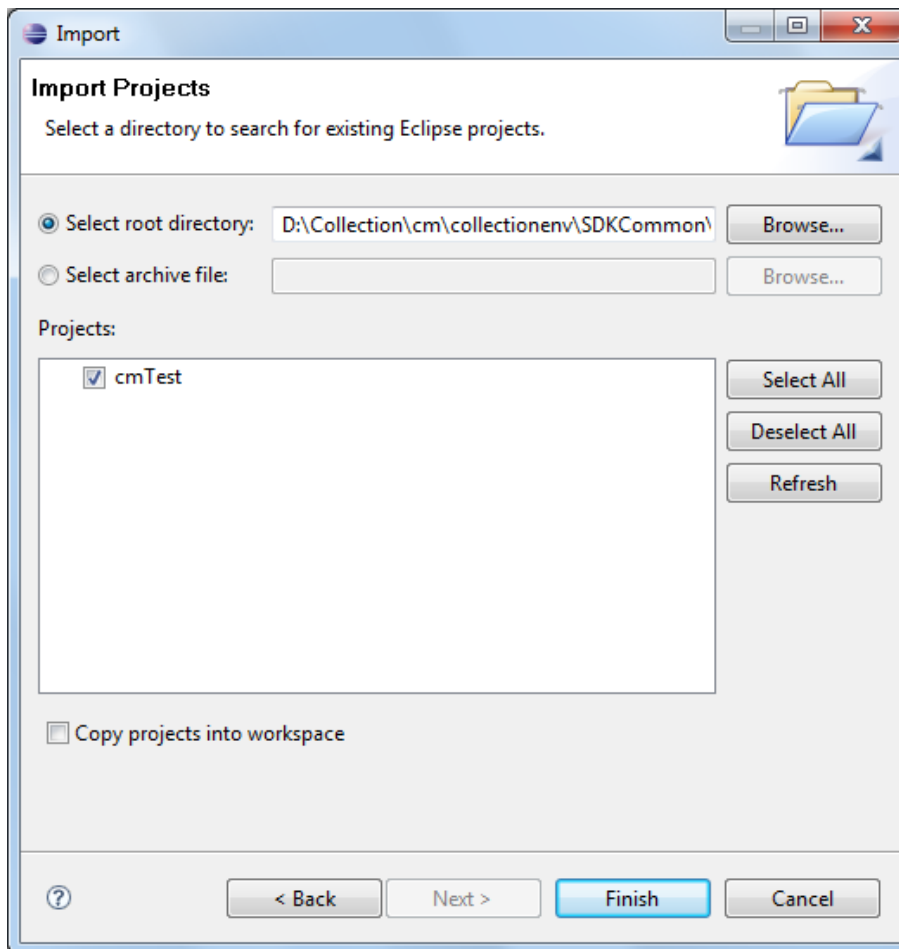 Import
Import Projects
Select a directory to search for existing Eclipse projects.
Select root directory: D:\Collection\cm\collectionenv\SDKCommon\ Browse...
Select archive file: Browse...
Projects:
cmTest
Select All
Deselect All
Refresh
Copy projects into workspace
? < Back Next > Finish Cancel